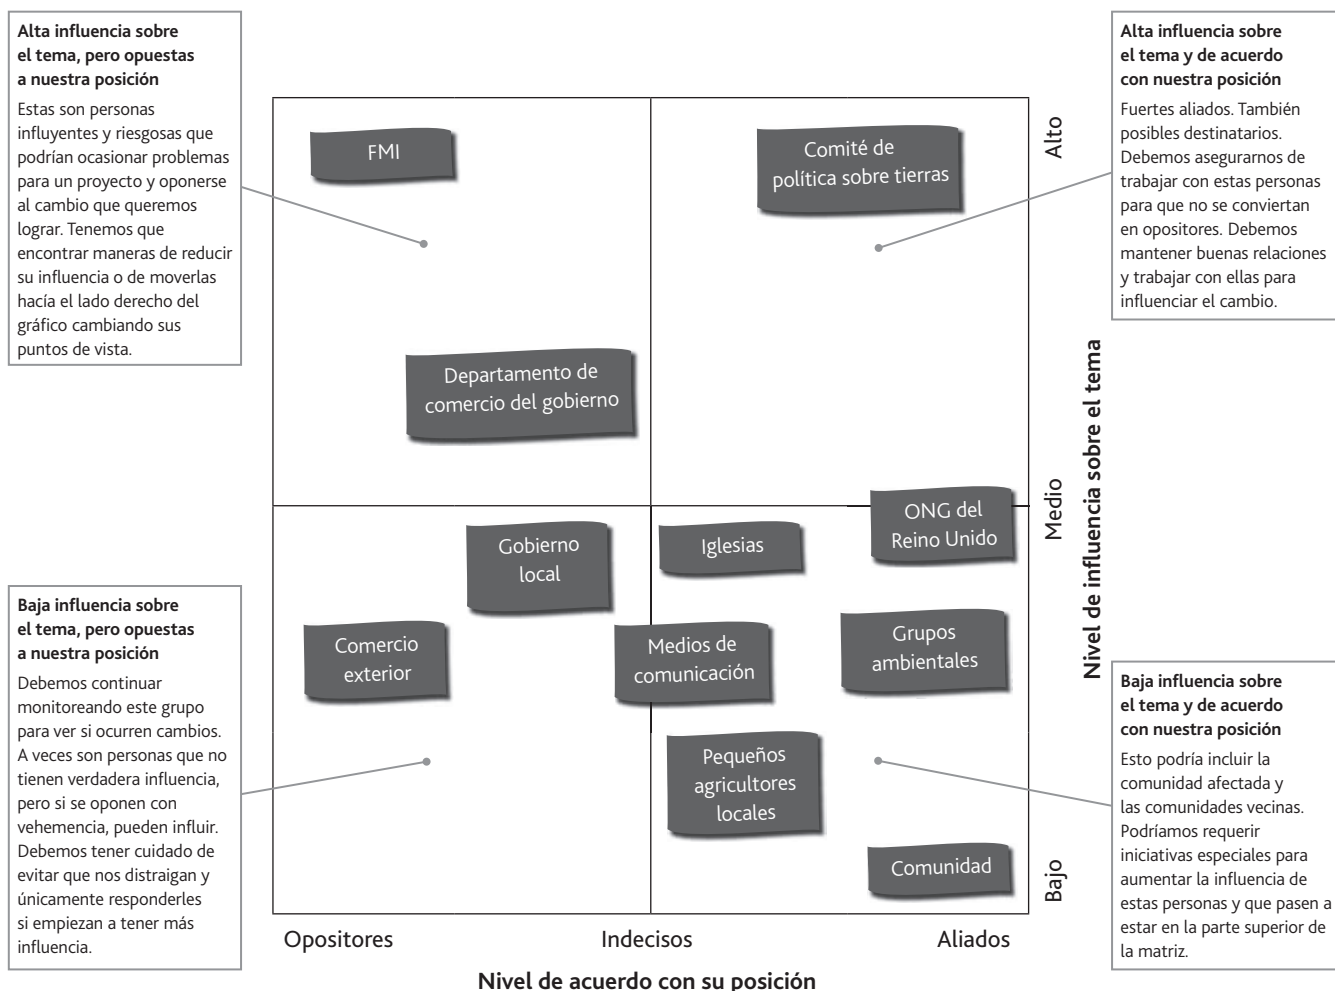 Alta influencia sobre
el tema, pero opuestas
a nuestra posición
Estas son personas
influyentes y riesgosas que
podrían ocasionar problemas
para un proyecto y oponerse
al cambio que queremos
lograr. Tenemos que
encontrar maneras de reducir
su influencia o de moverlas
hacía el lado derecho del
gráfico cambiando sus
puntos de vista.
Alta influencia sobre
el tema y de acuerdo
con nuestra posición
Fuertes aliados. También
posibles destinatarios.
Debemos asegurarnos de
trabajar con estas personas
para que no se conviertan
en opositores. Debemos
mantener buenas relaciones
y trabajar con ellas para
influenciar el cambio.
FMI
Comité de
política sobre tierras
Departamento de
comercio del gobierno
ONG del
Reino Unido
Gobierno
local
Iglesias
Comercio
exterior
Medios de
comunicación
Grupos
ambientales
Pequeños
agricultores
locales
Comunidad
Alto
Medio
Bajo
Nivel de influencia sobre el tema
Baja influencia sobre
el tema, pero opuestas
a nuestra posición
Debemos continuar
monitoreando este grupo
para ver si ocurren cambios.
A veces son personas que no
tienen verdadera influencia,
pero si se oponen con
vehemencia, pueden influir.
Debemos tener cuidado de
evitar que nos distraigan y
únicamente responderles
si empiezan a tener más
influencia.
Baja influencia sobre
el tema y de acuerdo
con nuestra posición
Esto podría incluir la
comunidad afectada y
las comunidades vecinas.
Podríamos requerir
iniciativas especiales para
aumentar la influencia de
estas personas y que pasen a
estar en la parte superior de
la matriz.
Opositores
Indecisos
Aliados
Nivel de acuerdo con su posición